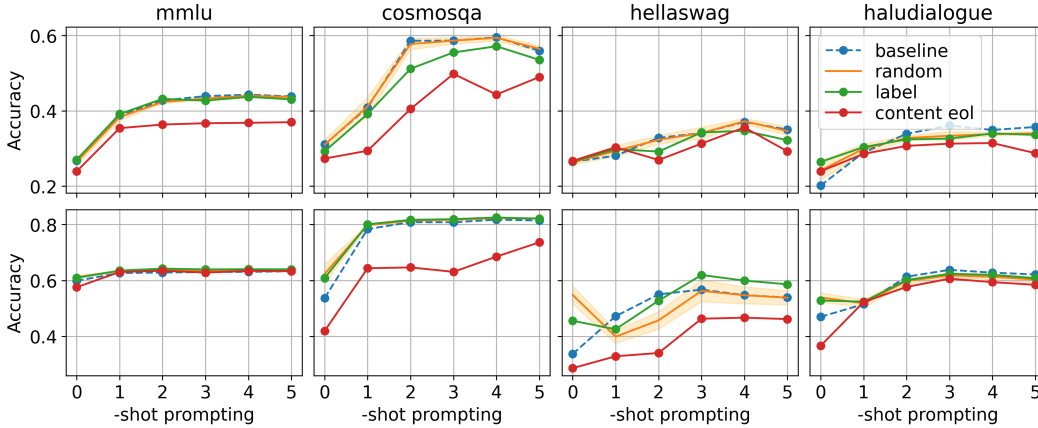 mmlu cosmosqa hellaswag haludialogue
Accuracy
0.6
0.4
0.2
baseline
random
label
content eol
Accuracy
0.8
0.6
0.4
0 1 2 3 4 5 0 1 2 3 4 5 0 1 2 3 4 5 0 1 2 3 4 5
-shot prompting -shot prompting -shot prompting -shot prompting